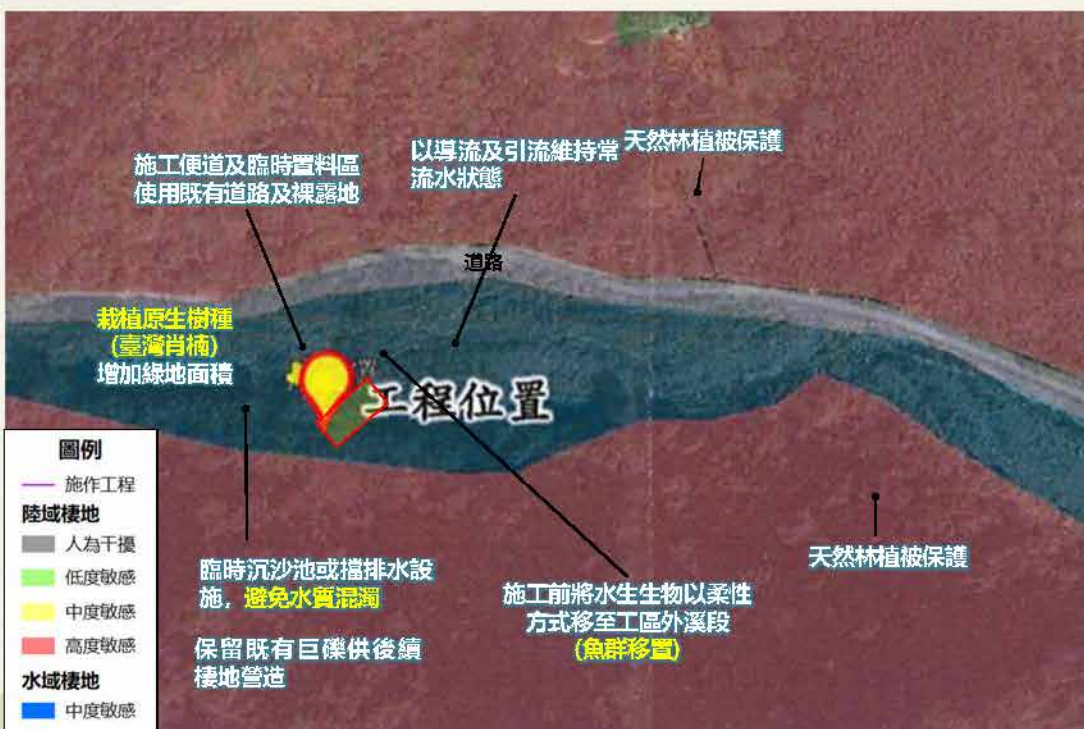 天然林植被保護
以導流及引流維持常
流水狀態
施工便道及臨時置料區
使用既有道路及裸露地
道路
栽植原生樹種
(臺灣肖楠)
增加綠地面積
工程位置
圖例
施作工程
陸域棲地
人為干擾
低度敏感
中度敏感
高度敏感
水域棲地
中度敏感
臨時沉沙池或擋排水設
施，避免水質混濁
保留既有巨礫供後續
棲地營造
施工前將水生生物以柔性
方式移至工區外溪段
(魚群移置)
天然林植被保護